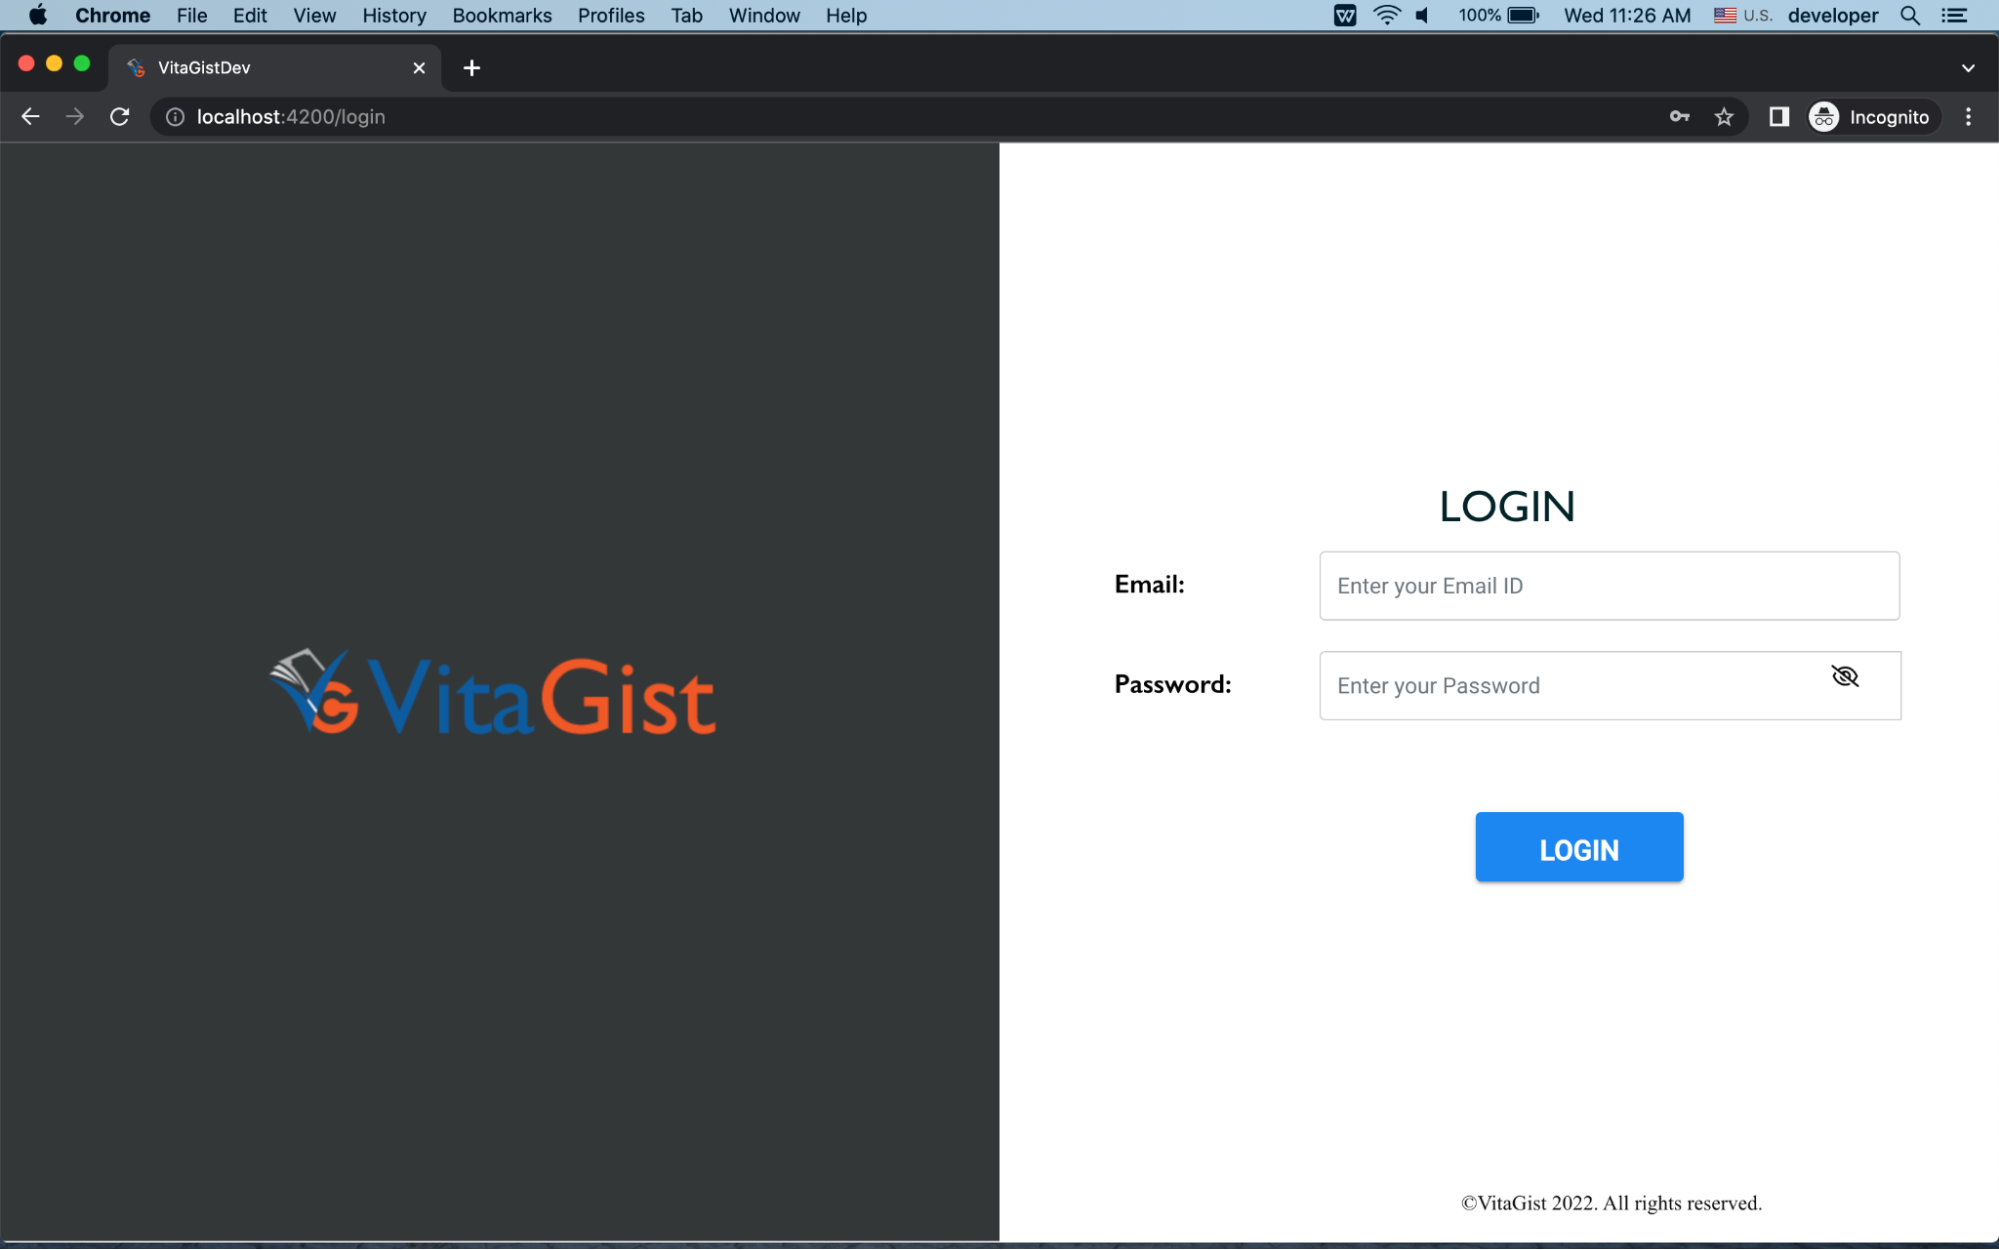 Chrome File Edit View History Bookmarks Profiles Tab Window Help 100% Wed 11:26 AM U.S. developer
VitaGistDev
localhost:4200/login Incognito
VitaGist
LOGIN
Email: Enter your Email ID
Password: Enter your Password
LOGIN
©VitaGist 2022. All rights reserved.